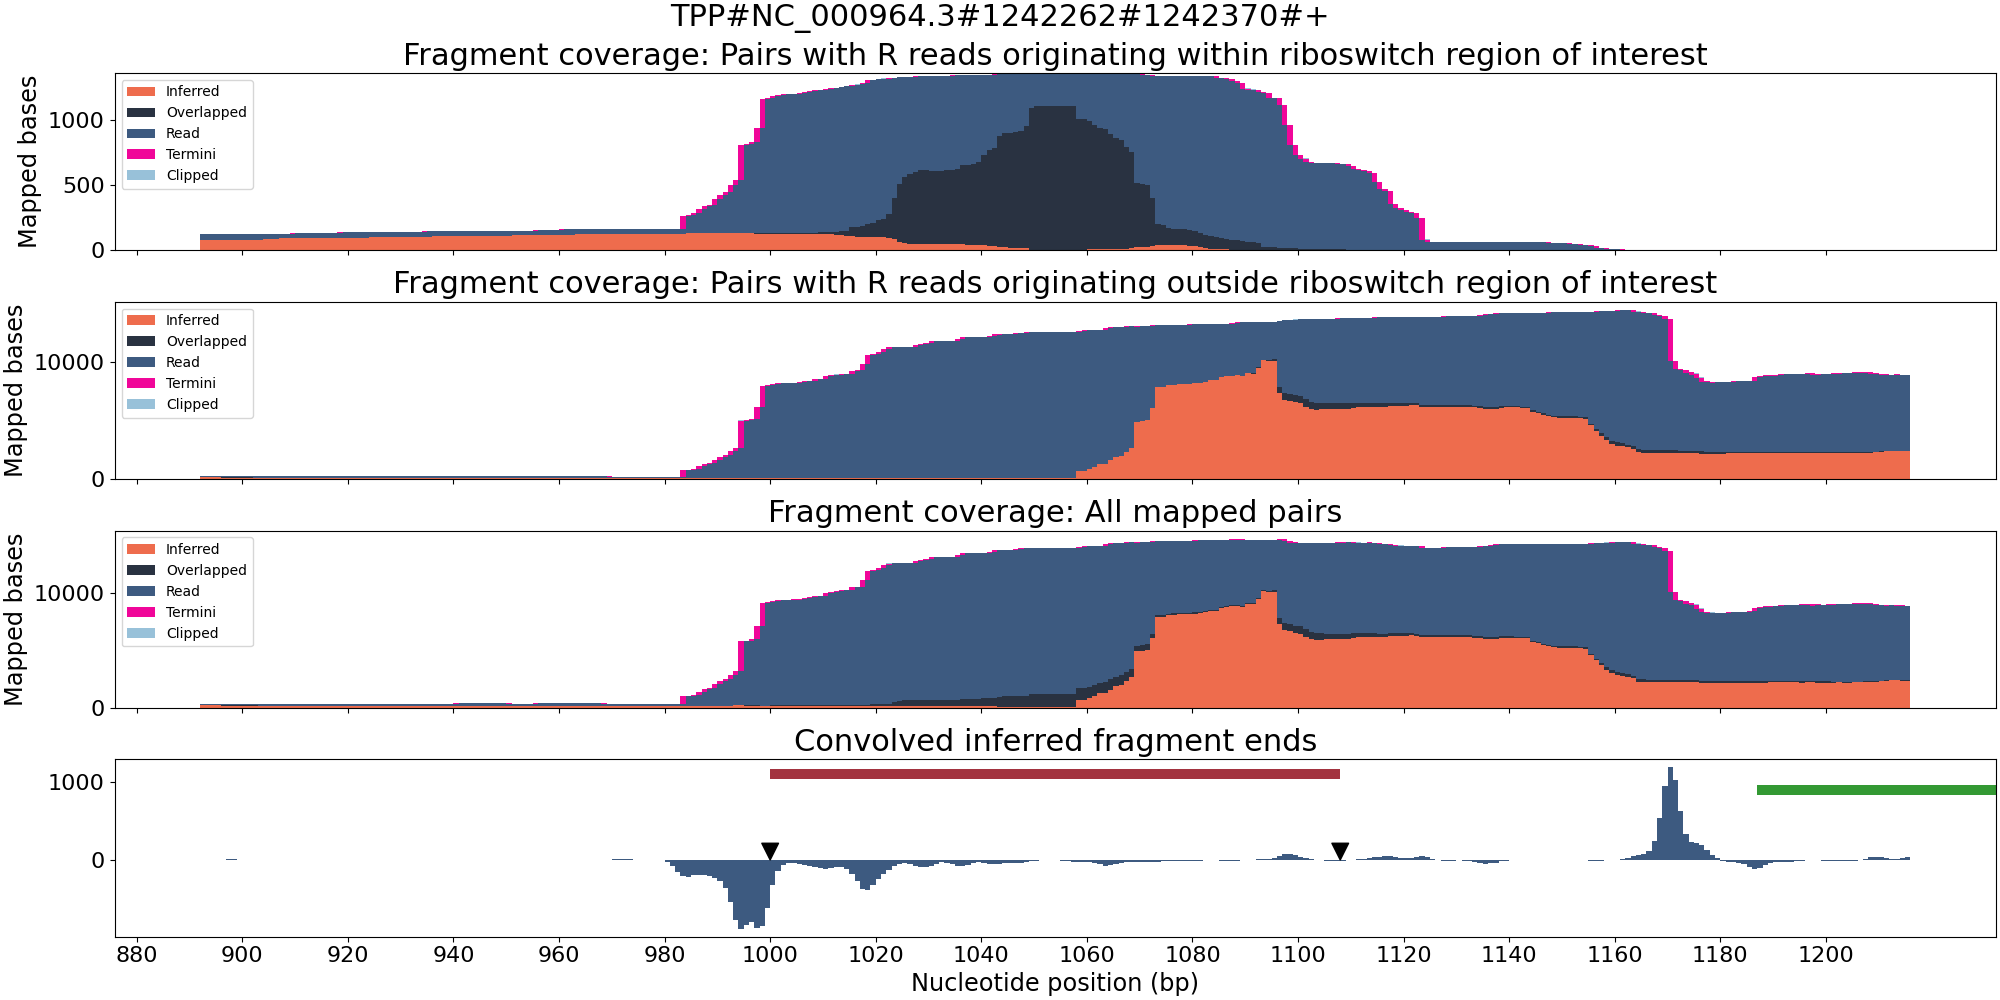 TPP#NC_000964.3#1242262#1242370#+
Fragment coverage: Pairs with R reads originating within riboswitch region of interest
Mapped bases
1000
500
0
Inferred
Overlapped
Read
Termini
Clipped
Fragment coverage: Pairs with R reads originating outside riboswitch region of interest
Mapped bases
10000
0
Inferred
Overlapped
Read
Termini
Clipped
Fragment coverage: All mapped pairs
Mapped bases
10000
0
Inferred
Overlapped
Read
Termini
Clipped
Convolved inferred fragment ends
1000
0
880 900 920 940 960 980 1000 1020 1040 1060 1080 1100 1120 1140 1160 1180 1200
Nucleotide position (bp)